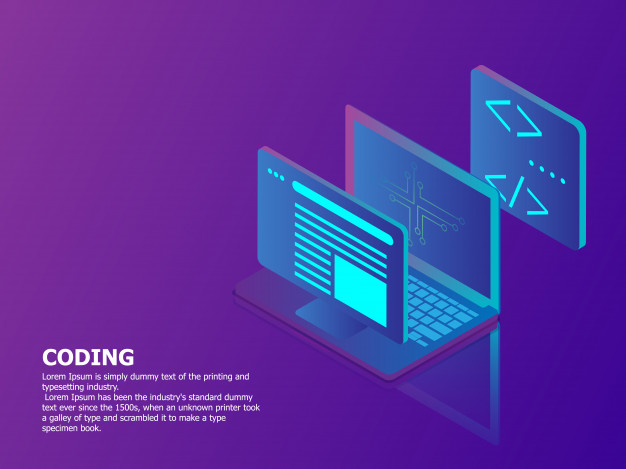 < >
....
</>
CODING
Lorem Ipsum is simply dummy text of the printing and
typesetting industry.
Lorem Ipsum has been the industry's standard dummy
text ever since the 1500s, when an unknown printer took
a galley of type and scrambled it to make a type
specimen book.